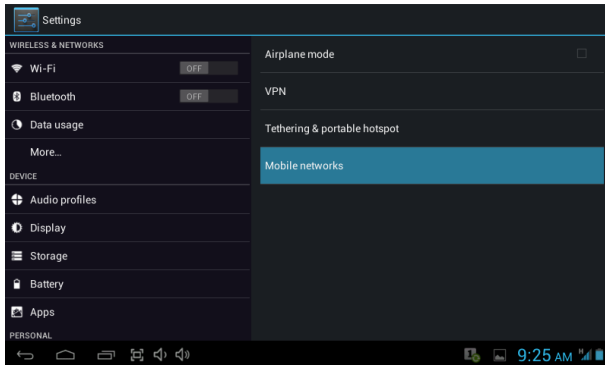 Settings
WIRELESS & NETWORKS
Wi-Fi OFF
Bluetooth OFF
Data usage
More...
DEVICE
Audio profiles
Display
Storage
Battery
Apps
PERSONAL
Airplane mode
VPN
Tethering & portable hotspot
Mobile networks
9:25 AM H